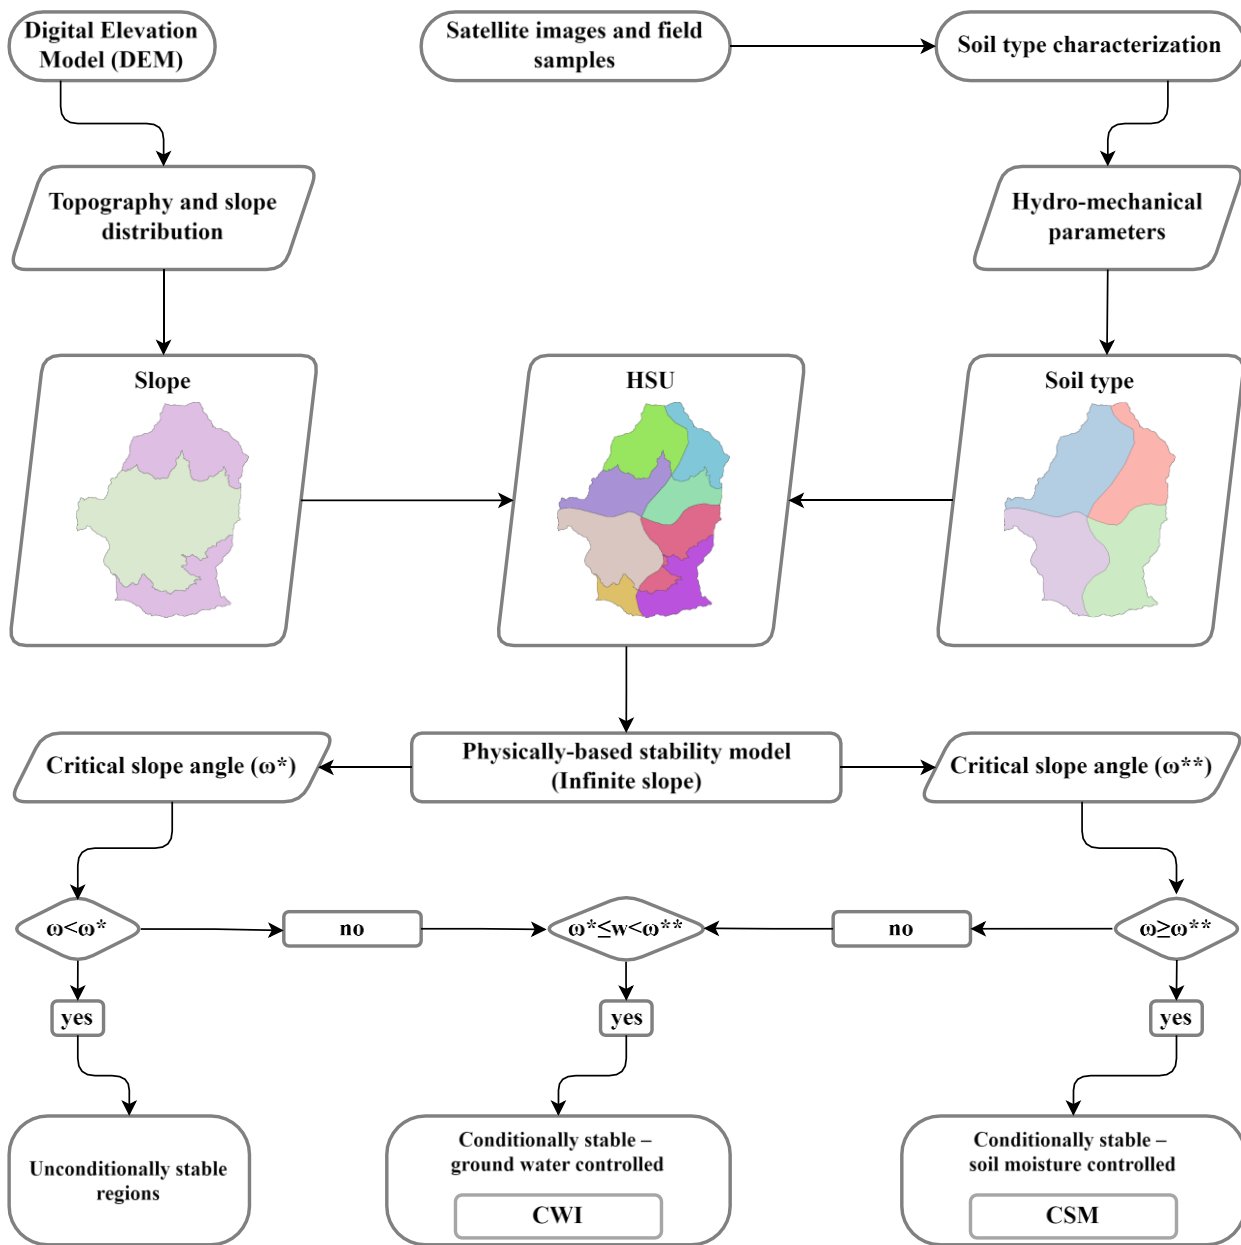 Digital Elevation
Model (DEM)
Satellite images and field
samples
Soil type characterization
Topography and slope
distribution
Hydro-mechanical
parameters
Slope
HSU
Soil type
Critical slope angle (ω*)
Physically-based stability model
(Infinite slope)
Critical slope angle (ω**)
ω<ω*
no
ω*≤w<ω**
no
ω≥ω**
yes
yes
yes
Unconditionally stable
regions
Conditionally stable –
ground water controlled
CWI
Conditionally stable –
soil moisture controlled
CSM